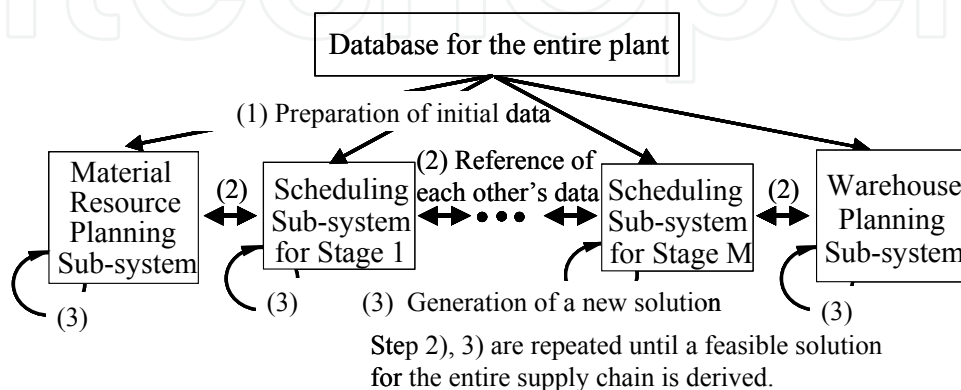 Database for the entire plant
(1) Preparation of initial data
Material
Resource
Planning
Sub-system
(2)
Scheduling
Sub-system
for Stage 1
(2) Reference of
each other's data
•••
Scheduling
Sub-system
for Stage M
(2)
Warehouse
Planning
Sub-system
(3)
(3)
(3) Generation of a new solution
(3)
Step 2), 3) are repeated until a feasible solution
for the entire supply chain is derived.